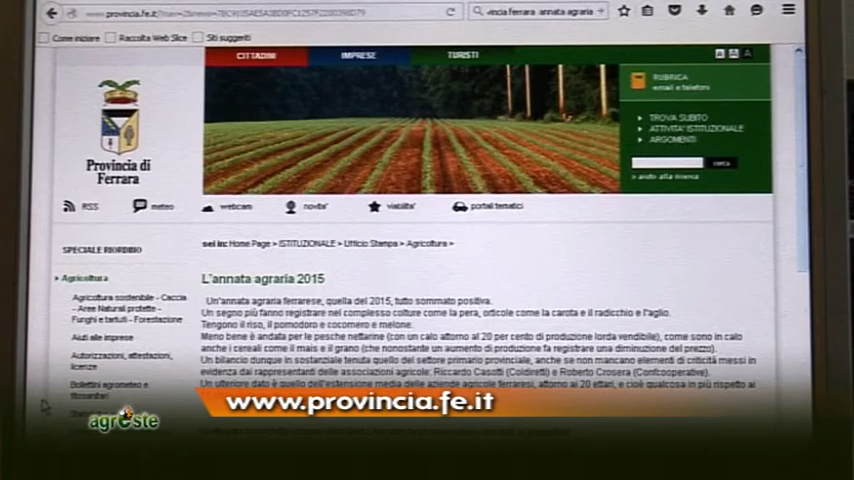 www.provincia.fe.it
incia ferrara annata agraria
Come iniziare Raccolta Web Slice Siti suggeriti
CITTADINI IMPRESE TURISTI
A A A
RUBRICA
email e telefoni
TROVA SUBITO
ATTIVITA' ISTITUZIONALE
ARGOMENTI
cerca
> aiuto alla ricerca
Provincia di
Ferrara
RSS meteo webcam novita' viabilita' portali tematici
SPECIALE RIORDINO
sei in: Home Page > ISTITUZIONALE > Ufficio Stampa > Agricoltura >
Agricoltura
Agricoltura sostenibile - Caccia
- Aree Naturali protette -
Funghi e tartufi - Forestazione
Aiuti alle imprese
Autorizzazioni, attestazioni,
licenze
Bollettini agrometeo e
fitosanitari
L'annata agraria 2015
Un'annata agraria ferrarese, quella del 2015, tutto sommato positiva.
Un segno più fanno registrare nel complesso colture come la pera, orticole come la carota e il radicchio e l'aglio.
Tengono il riso, il pomodoro e cocomero e melone.
Meno bene è andata per le pesche nettarine (con un calo attorno al 20 per cento di produzione lorda vendibile), come sono in calo
anche i cereali come il mais e il grano (che nonostante un aumento di produzione fa registrare una diminuzione del prezzo).
Un bilancio dunque in sostanziale tenuta quello del settore primario provinciale, anche se non mancano elementi di criticità messi in
evidenza dai rappresentanti delle associazioni agricole: Riccardo Casotti (Coldiretti) e Roberto Crosera (Confcooperative).
Un ulteriore dato è quello dell'estensione media delle aziende agricole ferraresi, attorno ai 20 ettari, e cioè qualcosa in più rispetto ai
www.provincia.fe.it
agreste